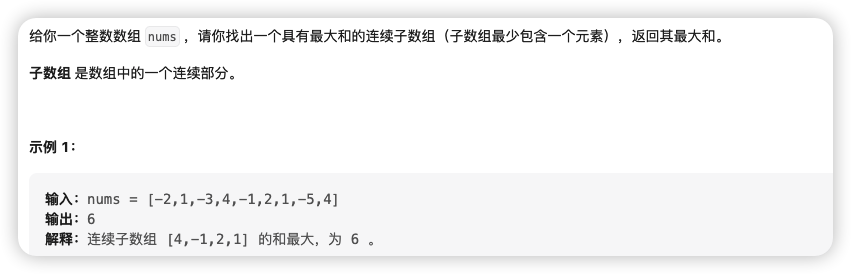 给你一个整数数组 nums ，请你找出一个具有最大和的连续子数组（子数组最少包含一个元素），返回其最大和。
子数组 是数组中的一个连续部分。
示例 1：
输入：nums = [-2,1,-3,4,-1,2,1,-5,4]
输出：6
解释：连续子数组 [4,-1,2,1] 的和最大，为 6 。